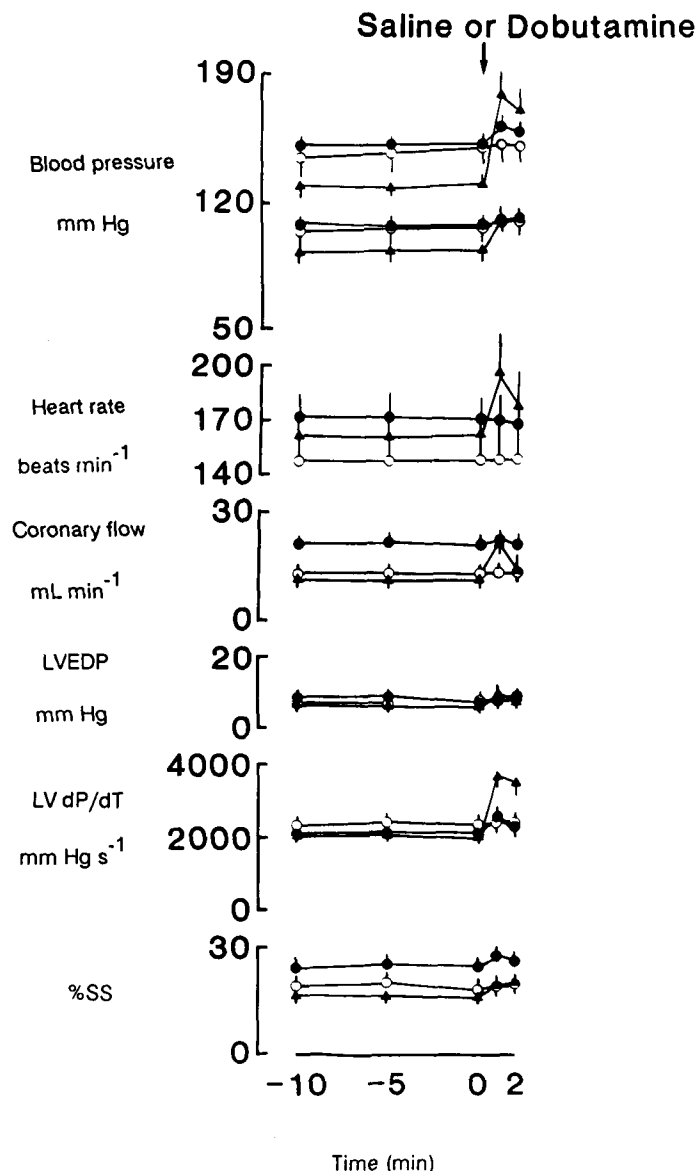 Saline or Dobutamine
190
Blood pressure
120
mm Hg
50
200
Heart rate
170
beats min⁻¹
140
30
Coronary flow
mL min⁻¹
0
20
LVEDP
mm Hg
0
4000
LV dP/dT
2000
mm Hg s⁻¹
0
30
%SS
0
−10 −5 0 2
Time (min)